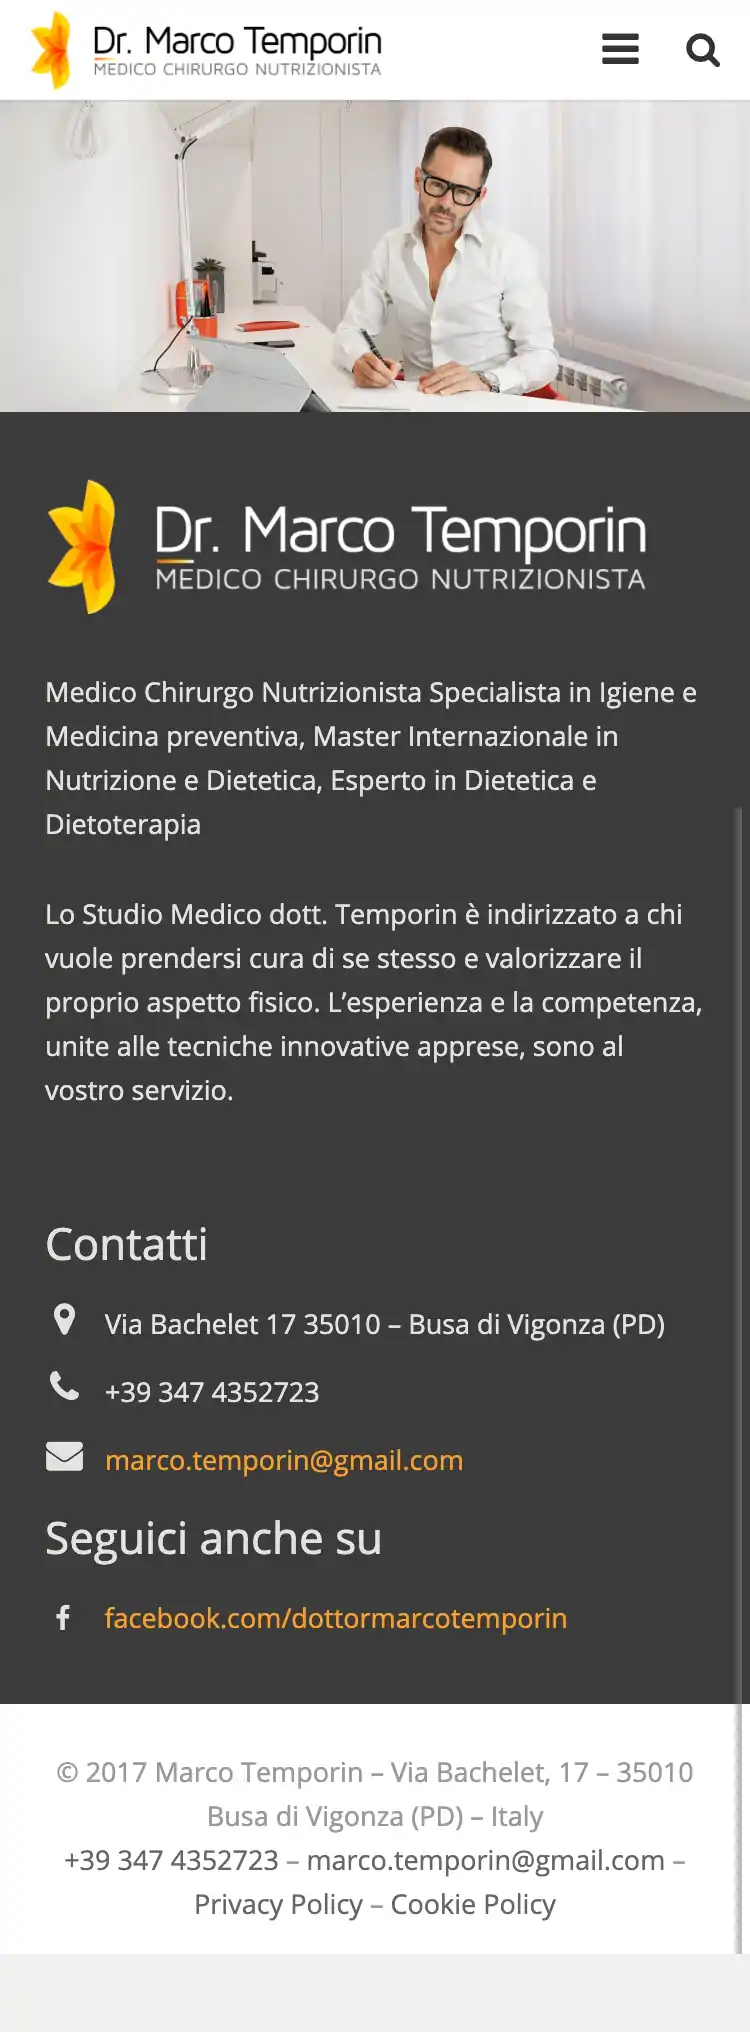 Dr. Marco Temporin
MEDICO CHIRURGO NUTRIZIONISTA
Dr. Marco Temporin
MEDICO CHIRURGO NUTRIZIONISTA
Medico Chirurgo Nutrizionista Specialista in Igiene e
Medicina preventiva, Master Internazionale in
Nutrizione e Dietetica, Esperto in Dietetica e
Dietoterapia
Lo Studio Medico dott. Temporin è indirizzato a chi
vuole prendersi cura di se stesso e valorizzare il
proprio aspetto fisico. L’esperienza e la competenza,
unite alle tecniche innovative apprese, sono al
vostro servizio.
Contatti
Via Bachelet 17 35010 – Busa di Vigonza (PD)
+39 347 4352723
marco.temporin@gmail.com
Seguici anche su
facebook.com/dottormarcotemporin
© 2017 Marco Temporin – Via Bachelet, 17 – 35010
Busa di Vigonza (PD) – Italy
+39 347 4352723 – marco.temporin@gmail.com –
Privacy Policy – Cookie Policy